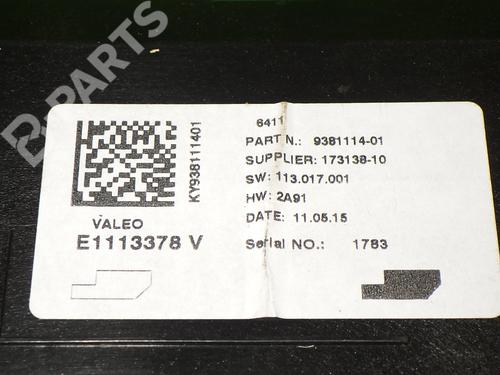 B-PARTS
6411
PART N.: 9381114-01
SUPPLIER: 173138-10
SW: 113.017.001
HW: 2A91
DATE: 11.05.15
Serial NO.: 1783
KY9381111401
VALEO
E1113378 V